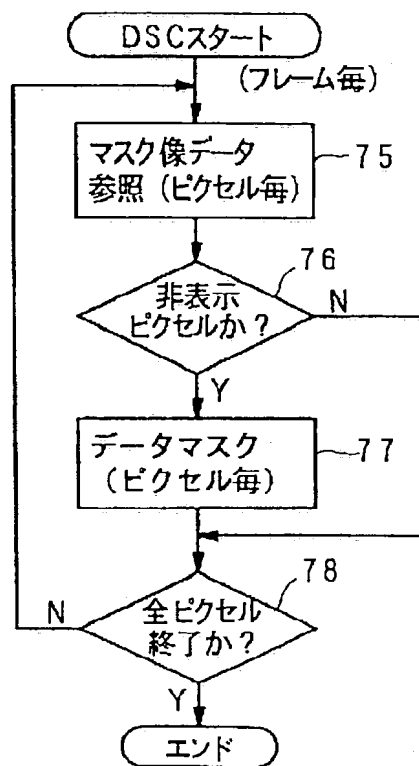 DSCスタート
(フレーム毎)
マスク像データ
参照(ピクセル毎)
75
76
非表示
ピクセルか?
N
Y
データマスク
(ピクセル毎)
77
78
全ピクセル
終了か?
N
Y
エンド